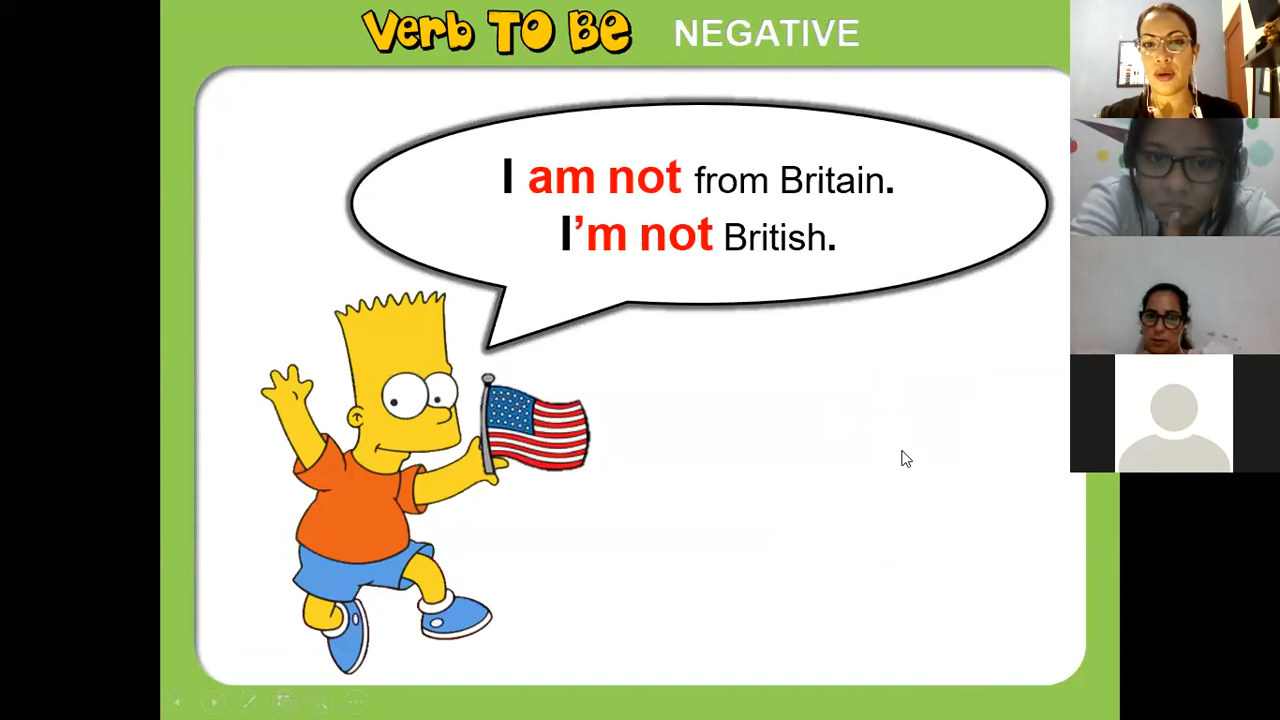 Verb TO BE NEGATIVE
I am not from Britain.
I’m not British.